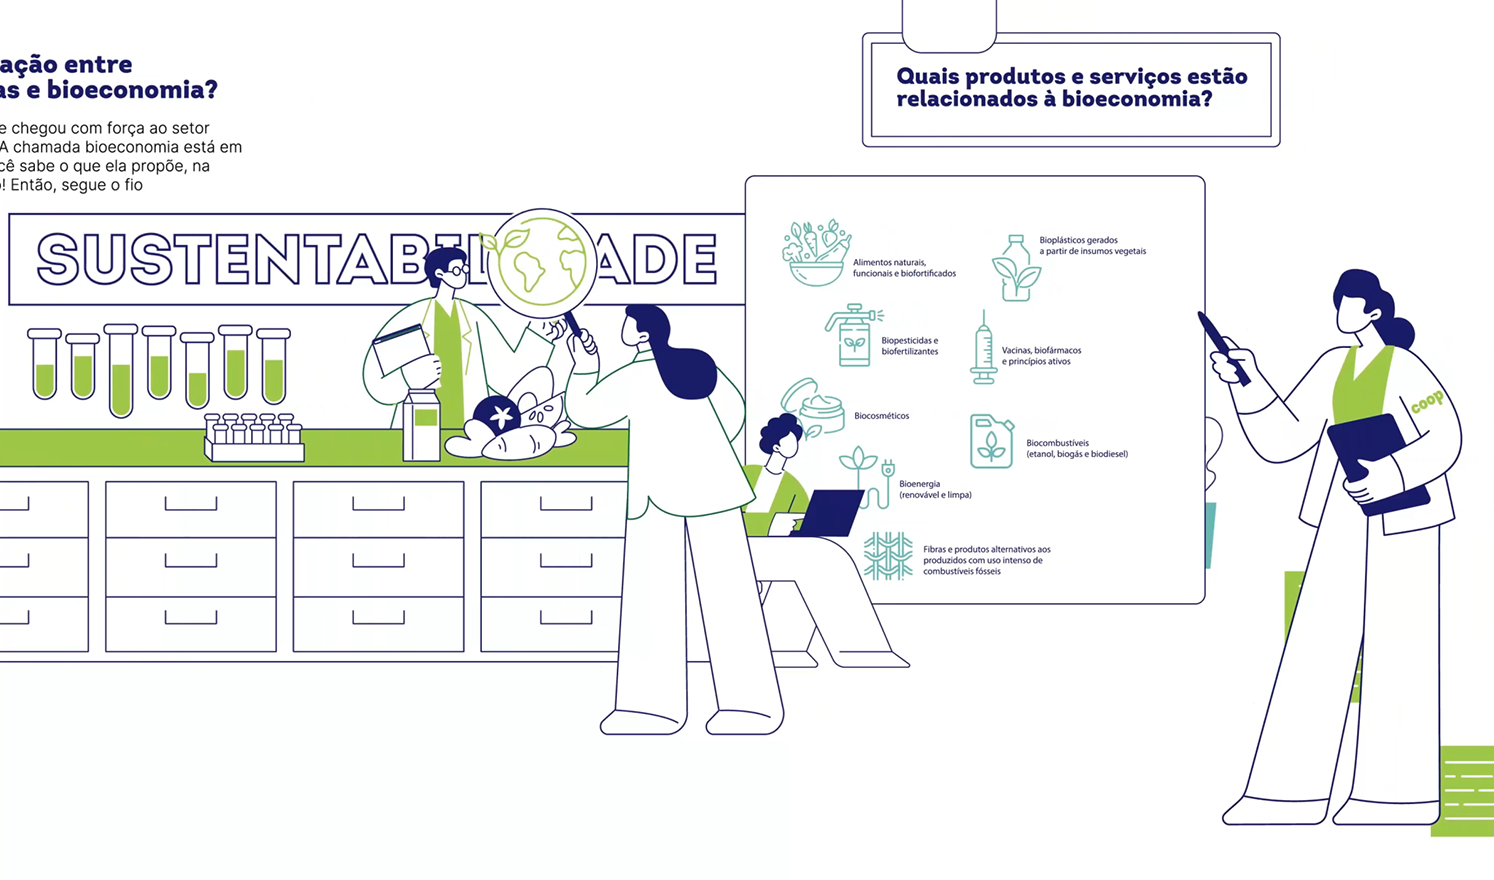 ação entre
as e bioeconomia?
e chegou com força ao setor
A chamada bioeconomia está em
cê sabe o que ela propõe, na
! Então, segue o fio
SUSTENTABIL ADE
Quais produtos e serviços estão
relacionados à bioeconomia?
Alimentos naturais,
funcionais e biofortificados
Bioplásticos gerados
a partir de insumos vegetais
Biopesticidas e
biofertilizantes
Vacinas, biofármacos
e princípios ativos
Biocosméticos
Biocombustíveis
(etanol, biogás e biodiesel)
Bioenergia
(renovável e limpa)
Fibras e produtos alternativos aos
produzidos com uso intenso de
combustíveis fósseis
coop